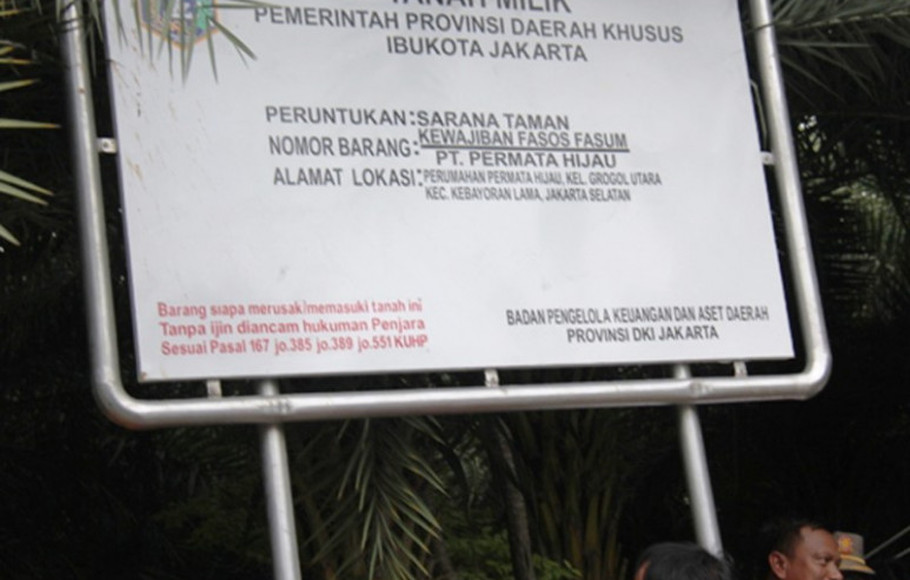 TANAH MILIK
PEMERINTAH PROVINSI DAERAH KHUSUS
IBUKOTA JAKARTA
PERUNTUKAN:SARANA TAMAN
NOMOR BARANG:KEWAJIBAN FASOS FASUM
PT. PERMATA HIJAU
ALAMAT LOKASI:PERUMAHAN PERMATA HIJAU, KEL. GROGOL UTARA
KEC. KEBAYORAN LAMA, JAKARTA SELATAN
Barang siapa merusak/memasuki tanah ini
Tanpa ijin diancam hukuman Penjara
Sesuai Pasal 167 jo.385 jo.389 jo.551 KUHP
BADAN PENGELOLA KEUANGAN DAN ASET DAERAH
PROVINSI DKI JAKARTA